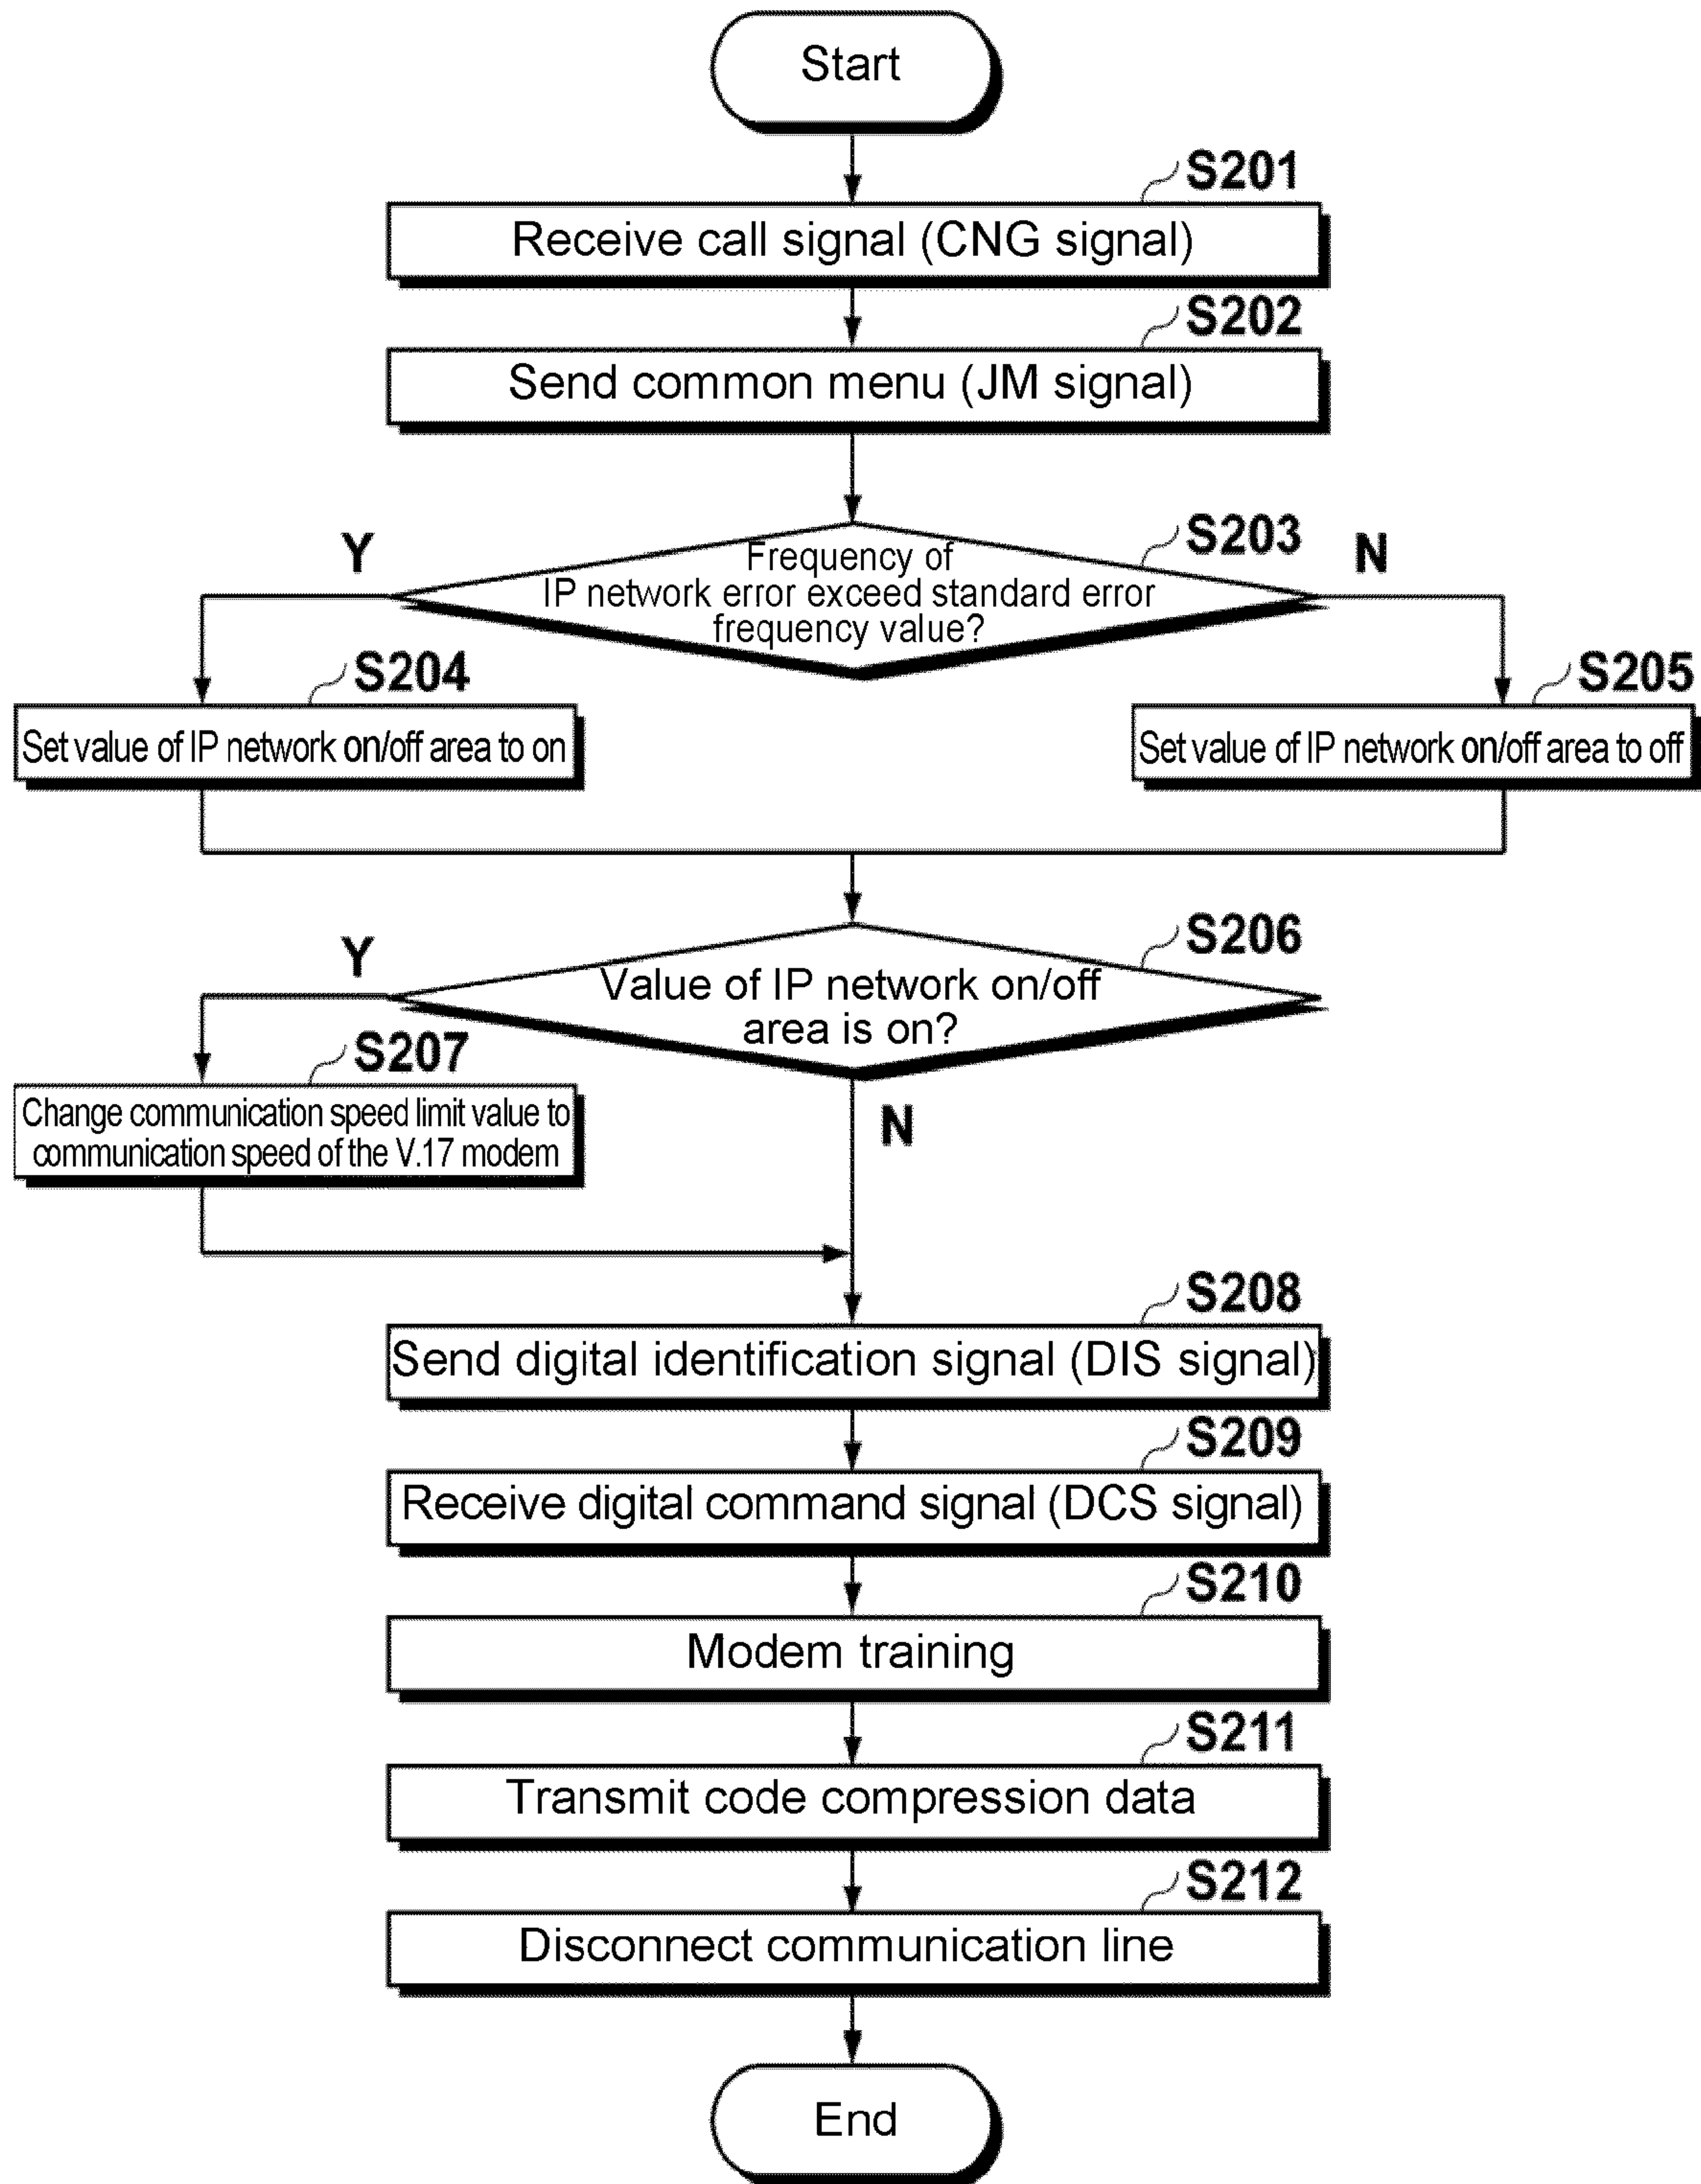 Start
S201
Receive call signal (CNG signal)
S202
Send common menu (JM signal)
S203
Y
N
Frequency of
IP network error exceed standard error
frequency value?
S204
S205
Set value of IP network on/off area to on
Set value of IP network on/off area to off
S206
Y
Value of IP network on/off
area is on?
S207
Change communication speed limit value to
communication speed of the V.17 modem
N
S208
Send digital identification signal (DIS signal)
S209
Receive digital command signal (DCS signal)
S210
Modem training
S211
Transmit code compression data
S212
Disconnect communication line
End